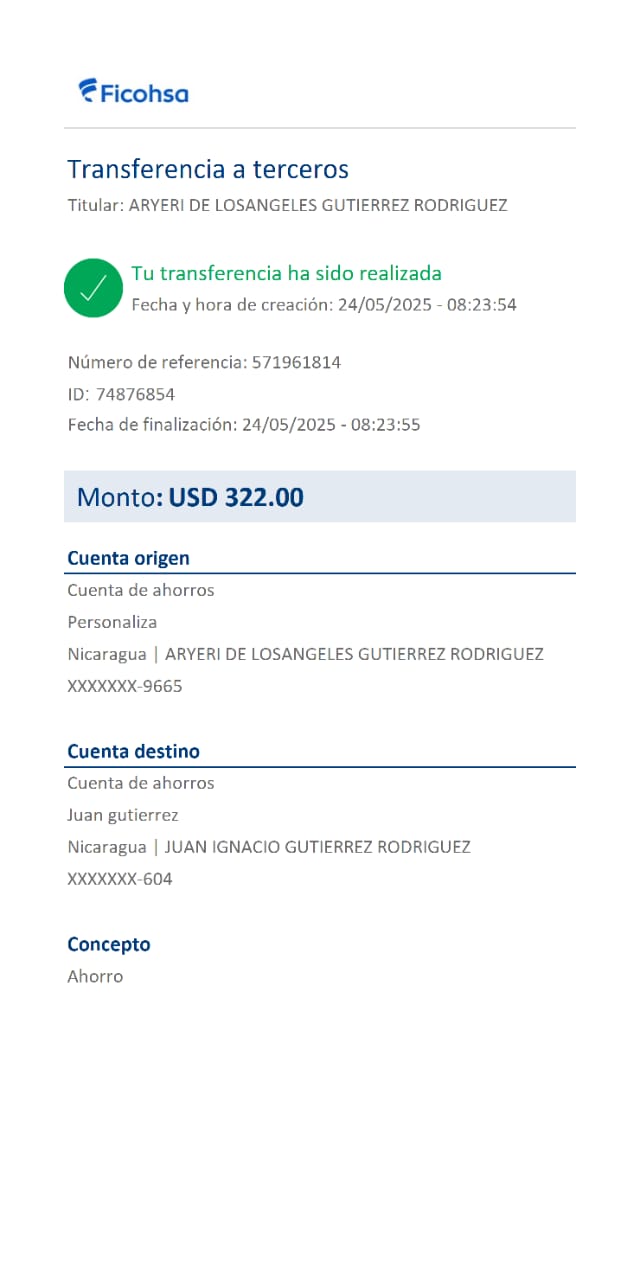 Ficohsa
Transferencia a terceros
Titular: ARYERI DE LOSANGELES GUTIERREZ RODRIGUEZ
Tu transferencia ha sido realizada
Fecha y hora de creación: 24/05/2025 - 08:23:54
Número de referencia: 571961814
ID: 74876854
Fecha de finalización: 24/05/2025 - 08:23:55
Monto: USD 322.00
Cuenta origen
Cuenta de ahorros
Personaliza
Nicaragua | ARYERI DE LOSANGELES GUTIERREZ RODRIGUEZ
XXXXXXX-9665
Cuenta destino
Cuenta de ahorros
Juan gutierrez
Nicaragua | JUAN IGNACIO GUTIERREZ RODRIGUEZ
XXXXXXX-604
Concepto
Ahorro